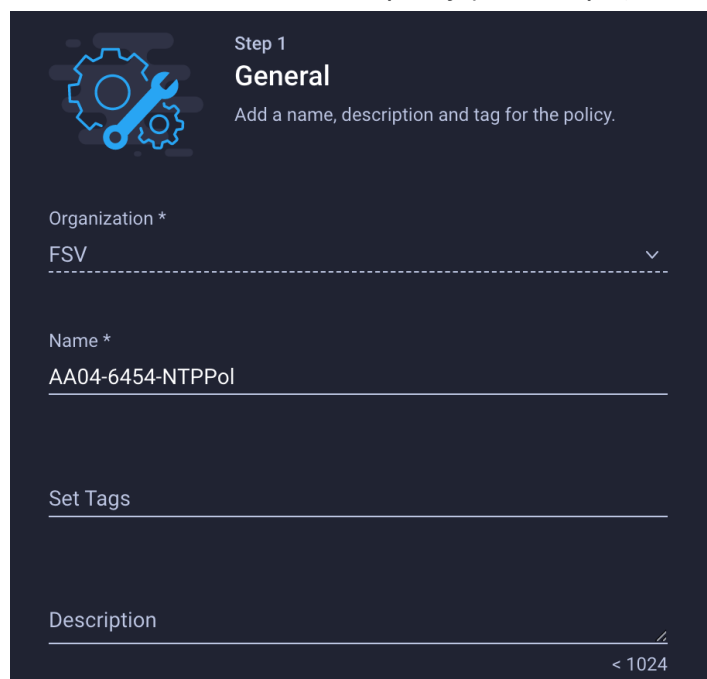 Step 1
General
Add a name, description and tag for the policy.
Organization *
FSV
Name *
AA04-6454-NTPPol
Set Tags
Description
< 1024